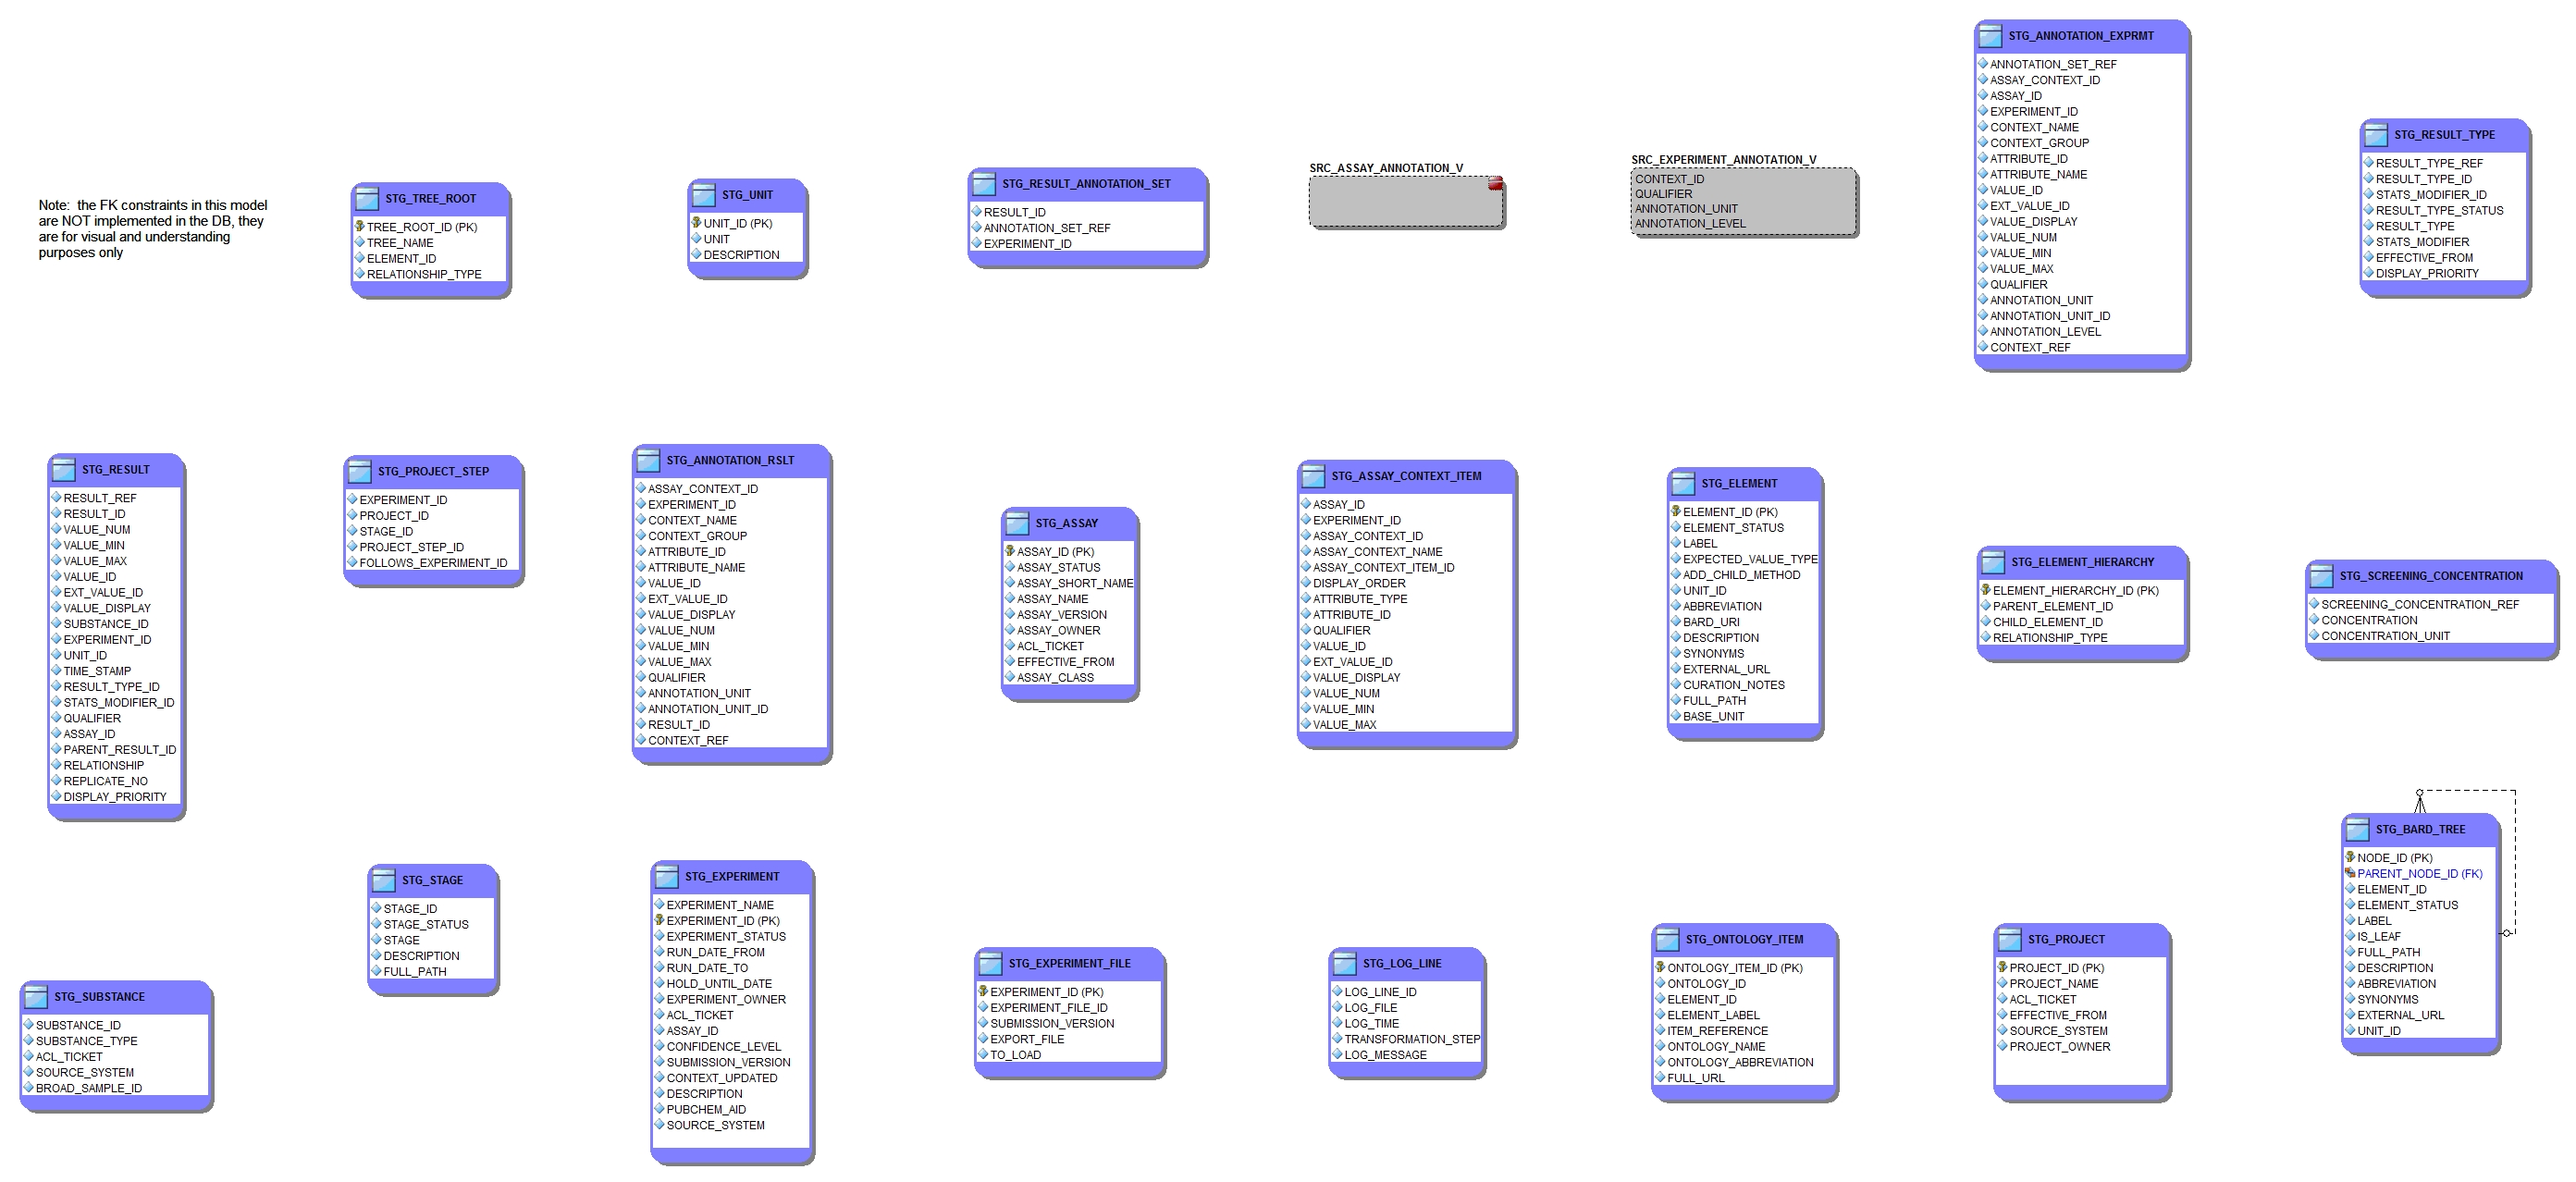 Note: the FK constraints in this model
are NOT implemented in the DB, they
are for visual and understanding
purposes only
STG_TREE_ROOT
TREE_ROOT_ID (PK)
TREE_NAME
ELEMENT_ID
RELATIONSHIP_TYPE
STG_UNIT
UNIT_ID (PK)
UNIT
DESCRIPTION
STG_RESULT_ANNOTATION_SET
RESULT_ID
ANNOTATION_SET_REF
EXPERIMENT_ID
SRC_ASSAY_ANNOTATION_V
SRC_EXPERIMENT_ANNOTATION_V
CONTEXT_ID
QUALIFIER
ANNOTATION_UNIT
ANNOTATION_LEVEL
STG_ANNOTATION_EXPRMT
ANNOTATION_SET_REF
ASSAY_CONTEXT_ID
ASSAY_ID
EXPERIMENT_ID
CONTEXT_NAME
CONTEXT_GROUP
ATTRIBUTE_ID
ATTRIBUTE_NAME
VALUE_ID
EXT_VALUE_ID
VALUE_DISPLAY
VALUE_NUM
VALUE_MIN
VALUE_MAX
QUALIFIER
ANNOTATION_UNIT
ANNOTATION_UNIT_ID
ANNOTATION_LEVEL
CONTEXT_REF
STG_RESULT_TYPE
RESULT_TYPE_REF
RESULT_TYPE_ID
STATS_MODIFIER_ID
RESULT_TYPE_STATUS
RESULT_TYPE
STATS_MODIFIER
EFFECTIVE_FROM
DISPLAY_PRIORITY
STG_RESULT
RESULT_REF
RESULT_ID
VALUE_NUM
VALUE_MIN
VALUE_MAX
VALUE_ID
EXT_VALUE_ID
VALUE_DISPLAY
SUBSTANCE_ID
EXPERIMENT_ID
UNIT_ID
TIME_STAMP
RESULT_TYPE_ID
STATS_MODIFIER_ID
QUALIFIER
ASSAY_ID
PARENT_RESULT_ID
RELATIONSHIP
REPLICATE_NO
DISPLAY_PRIORITY
STG_PROJECT_STEP
EXPERIMENT_ID
PROJECT_ID
STAGE_ID
PROJECT_STEP_ID
FOLLOWS_EXPERIMENT_ID
STG_ANNOTATION_RSLT
ASSAY_CONTEXT_ID
EXPERIMENT_ID
CONTEXT_NAME
CONTEXT_GROUP
ATTRIBUTE_ID
ATTRIBUTE_NAME
VALUE_ID
EXT_VALUE_ID
VALUE_DISPLAY
VALUE_NUM
VALUE_MIN
VALUE_MAX
QUALIFIER
ANNOTATION_UNIT
ANNOTATION_UNIT_ID
RESULT_ID
CONTEXT_REF
STG_ASSAY
ASSAY_ID (PK)
ASSAY_STATUS
ASSAY_SHORT_NAME
ASSAY_NAME
ASSAY_VERSION
ASSAY_OWNER
ACL_TICKET
EFFECTIVE_FROM
ASSAY_CLASS
STG_ASSAY_CONTEXT_ITEM
ASSAY_ID
EXPERIMENT_ID
ASSAY_CONTEXT_ID
ASSAY_CONTEXT_NAME
ASSAY_CONTEXT_ITEM_ID
DISPLAY_ORDER
ATTRIBUTE_TYPE
ATTRIBUTE_ID
QUALIFIER
VALUE_ID
EXT_VALUE_ID
VALUE_DISPLAY
VALUE_NUM
VALUE_MIN
VALUE_MAX
STG_ELEMENT
ELEMENT_ID (PK)
ELEMENT_STATUS
LABEL
EXPECTED_VALUE_TYPE
ADD_CHILD_METHOD
UNIT_ID
ABBREVIATION
BARD_URI
DESCRIPTION
SYNONYMS
EXTERNAL_URL
CURATION_NOTES
FULL_PATH
BASE_UNIT
STG_ELEMENT_HIERARCHY
ELEMENT_HIERARCHY_ID (PK)
PARENT_ELEMENT_ID
CHILD_ELEMENT_ID
RELATIONSHIP_TYPE
STG_SCREENING_CONCENTRATION
SCREENING_CONCENTRATION_REF
CONCENTRATION
CONCENTRATION_UNIT
STG_SUBSTANCE
SUBSTANCE_ID
SUBSTANCE_TYPE
ACL_TICKET
SOURCE_SYSTEM
BROAD_SAMPLE_ID
STG_STAGE
STAGE_ID
STAGE_STATUS
STAGE
DESCRIPTION
FULL_PATH
STG_EXPERIMENT
EXPERIMENT_NAME
EXPERIMENT_ID (PK)
EXPERIMENT_STATUS
RUN_DATE_FROM
RUN_DATE_TO
HOLD_UNTIL_DATE
EXPERIMENT_OWNER
ACL_TICKET
ASSAY_ID
CONFIDENCE_LEVEL
SUBMISSION_VERSION
CONTEXT_UPDATED
DESCRIPTION
PUBCHEM_AID
SOURCE_SYSTEM
STG_EXPERIMENT_FILE
EXPERIMENT_ID (PK)
EXPERIMENT_FILE_ID
SUBMISSION_VERSION
EXPORT_FILE
TO_LOAD
STG_LOG_LINE
LOG_LINE_ID
LOG_FILE
LOG_TIME
TRANSFORMATION_STEP
LOG_MESSAGE
STG_ONTOLOGY_ITEM
ONTOLOGY_ITEM_ID (PK)
ONTOLOGY_ID
ELEMENT_ID
ELEMENT_LABEL
ITEM_REFERENCE
ONTOLOGY_NAME
ONTOLOGY_ABBREVIATION
FULL_URL
STG_PROJECT
PROJECT_ID (PK)
PROJECT_NAME
ACL_TICKET
EFFECTIVE_FROM
SOURCE_SYSTEM
PROJECT_OWNER
STG_BARD_TREE
NODE_ID (PK)
PARENT_NODE_ID (FK)
ELEMENT_ID
ELEMENT_STATUS
LABEL
IS_LEAF
FULL_PATH
DESCRIPTION
ABBREVIATION
SYNONYMS
EXTERNAL_URL
UNIT_ID